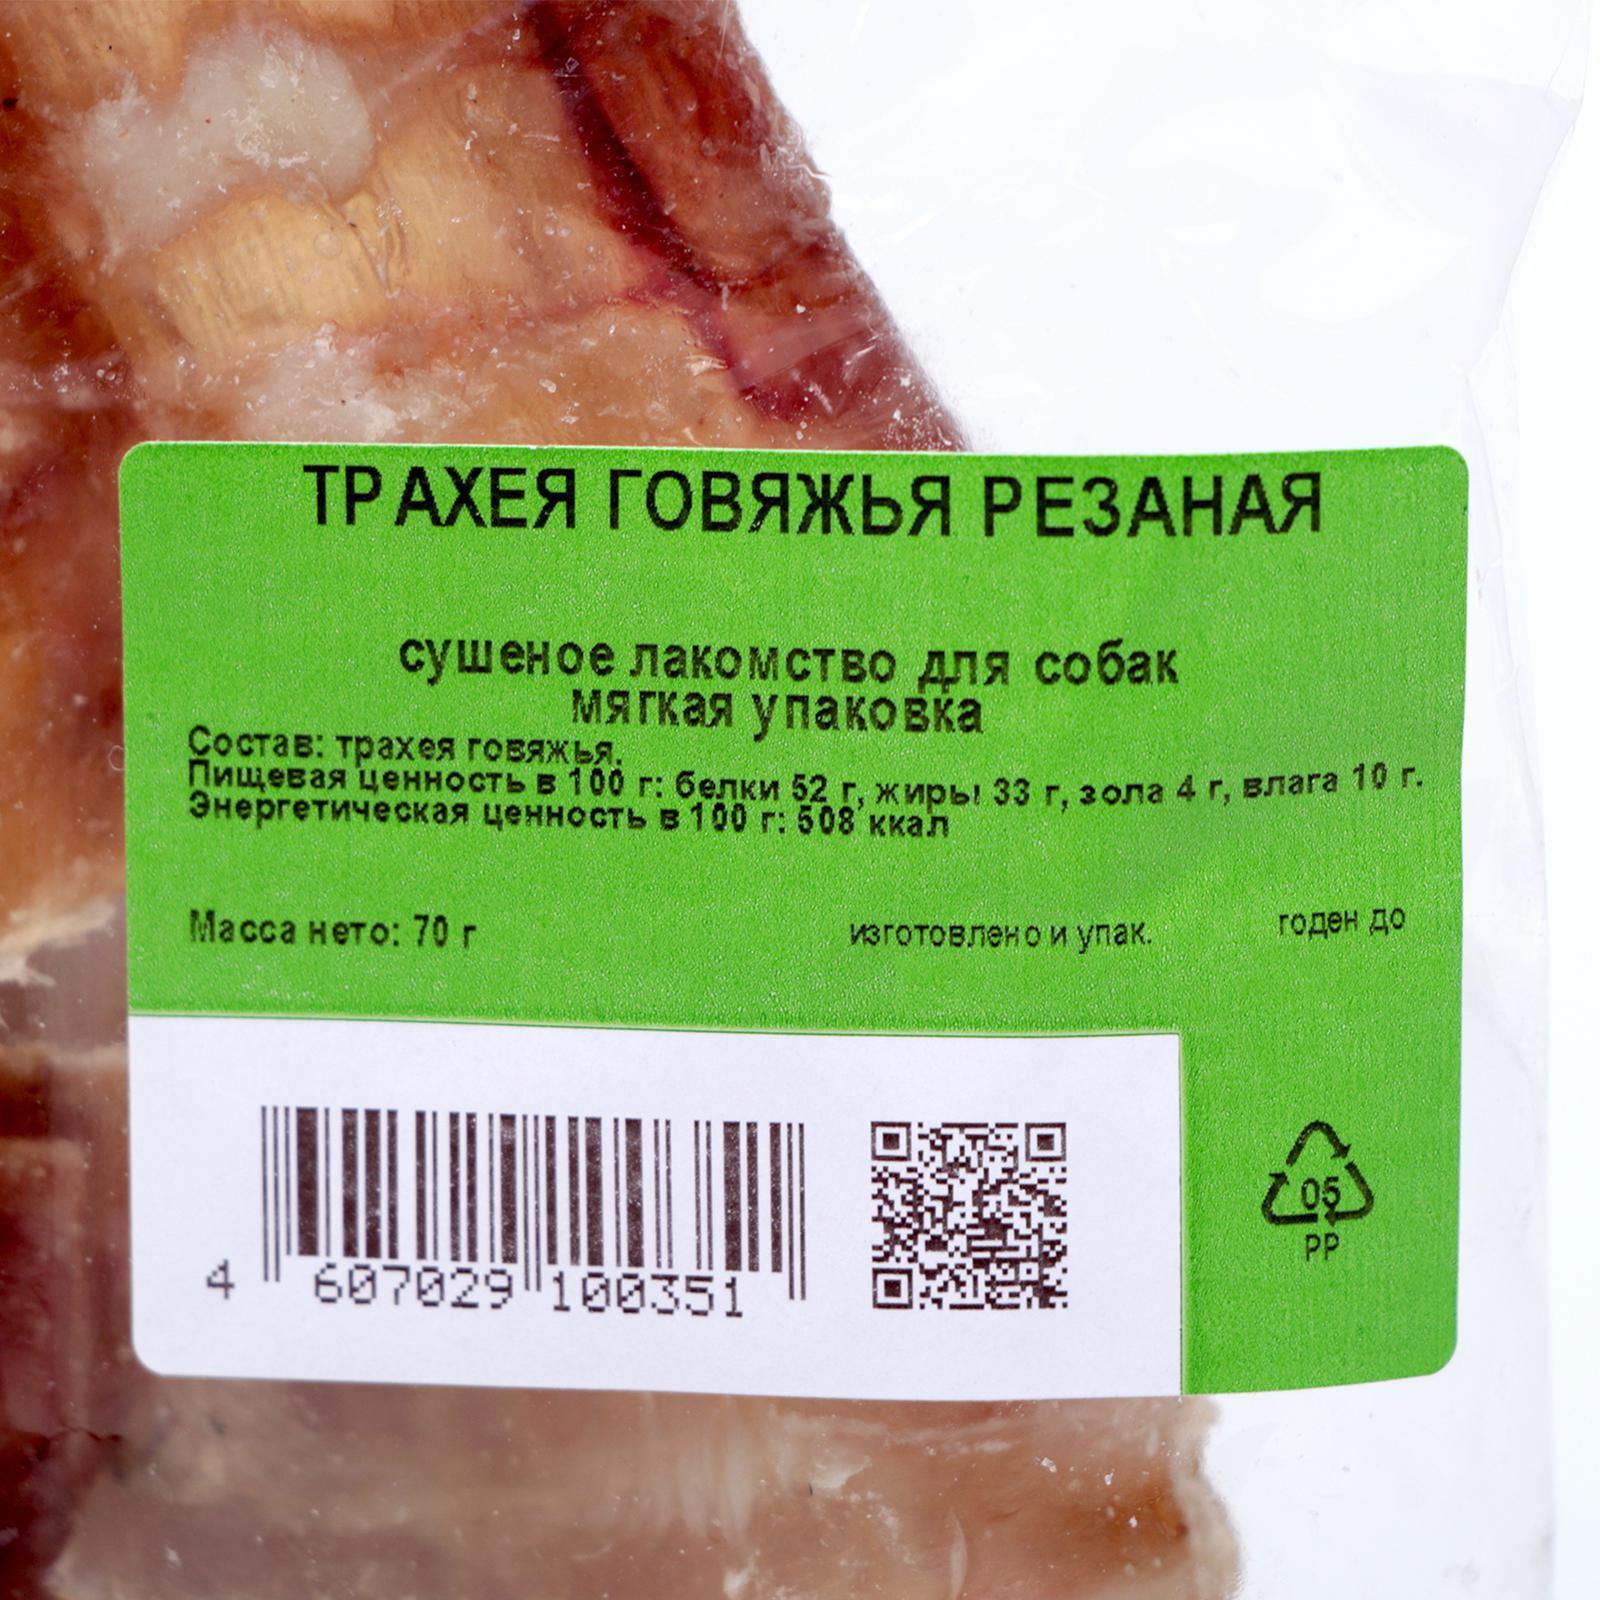 ТРАХЕЯ ГОВЯЖЬЯ РЕЗАНАЯ
сушеное лакомство для собак
мягкая упаковка
Состав: трахея говяжья.
Пищевая ценность в 100 г: белки 52 г, жиры 33 г, зола 4 г, влага 10 г.
Энергетическая ценность в 100 г: 508 ккал
Масса нето: 70 г
изготовлено и упак.
годен до
4 607029 100351
05
PP